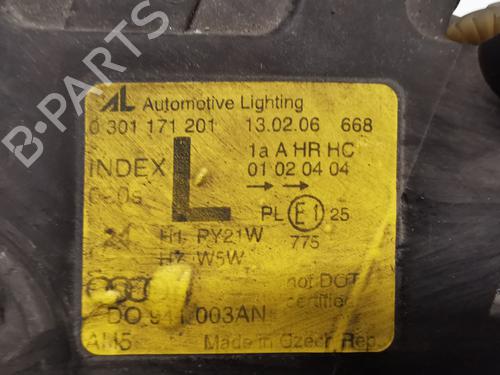 B-PARTS
AL Automotive Lighting
0 301 171 201 13.02.06 668
INDEX L 1a A HR HC
01 02 04 04
PL E1 25
H1 PY21W 775
H7 W5W
not DOT
certified
003AN
AM5 Made in Czech Rep.